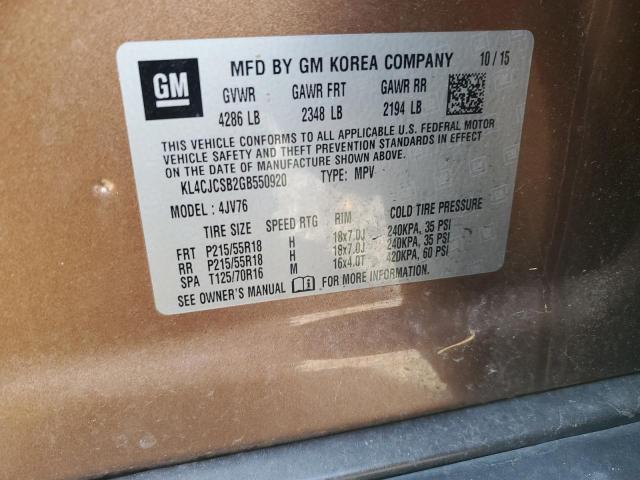 GM
MFD BY GM KOREA COMPANY 10/15
GVWR GAWR FRT GAWR RR
4286 LB 2348 LB 2194 LB
THIS VEHICLE CONFORMS TO ALL APPLICABLE U.S. FEDERAL MOTOR
VEHICLE SAFETY AND THEFT PREVENTION STANDARDS IN EFFECT
ON THE DATE OF MANUFACTURE SHOWN ABOVE.
KL4CJCSB2GB550920 TYPE: MPV
MODEL: 4JV76
TIRE SIZE SPEED RTG RIM COLD TIRE PRESSURE
FRT P215/55R18 H 18x7.0J 240KPA, 35 PSI
RR P215/55R18 H 18x7.0J 240KPA, 35 PSI
SPA T125/70R16 M 16x4.0T 420KPA, 60 PSI
SEE OWNER'S MANUAL FOR MORE INFORMATION.